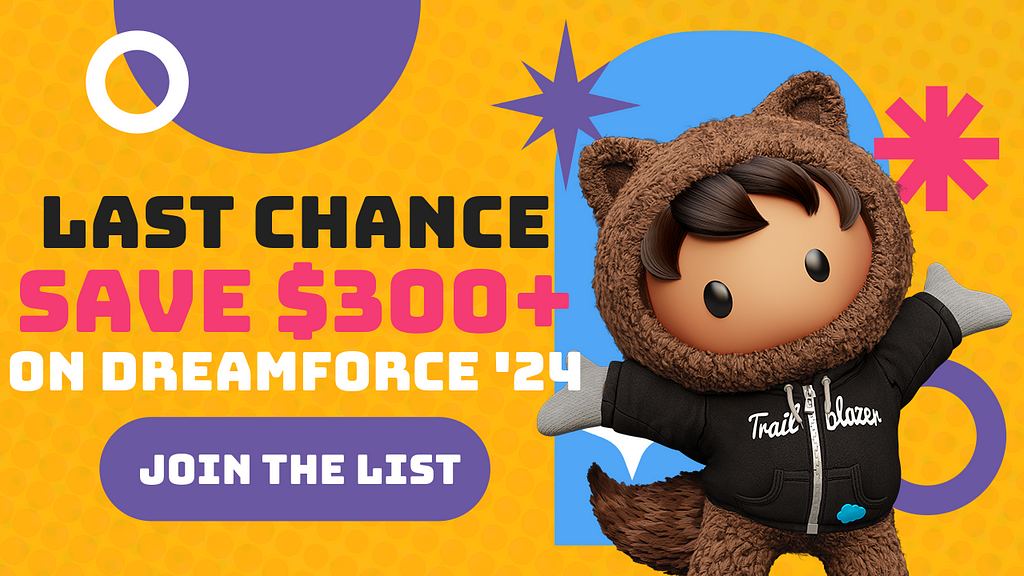 LAST CHANCE
SAVE $300+
ON DREAMFORCE '24
JOIN THE LIST
Trailblazer